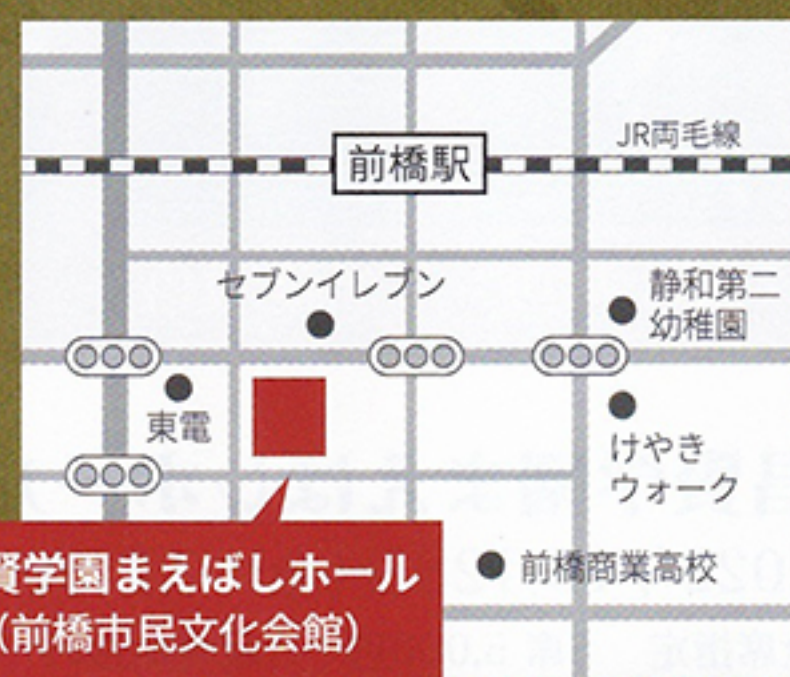 JR両毛線
前橋駅
セブンイレブン
静和第二
幼稚園
東電
けやき
ウォーク
賢学園まえばしホール
（前橋市民文化会館）
前橋商業高校